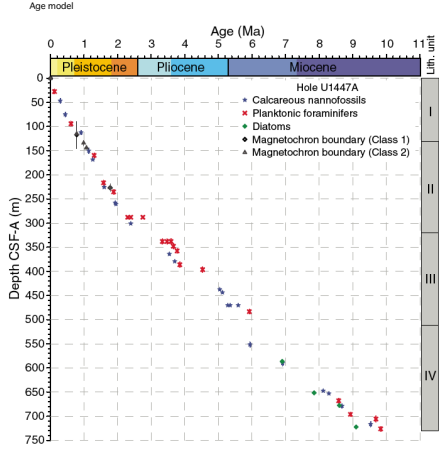 Age model
Age (Ma)
0 1 2 3 4 5 6 7 8 9 10 11
Pleistocene Pliocene Miocene
Lith. unit
Depth CSF-A (m)
0
50
100
150
200
250
300
350
400
450
500
550
600
650
700
750
Hole U1447A
Calcareous nannofossils
Planktonic foraminifers
Diatoms
Magnetochron boundary (Class 1)
Magnetochron boundary (Class 2)
I
II
III
IV